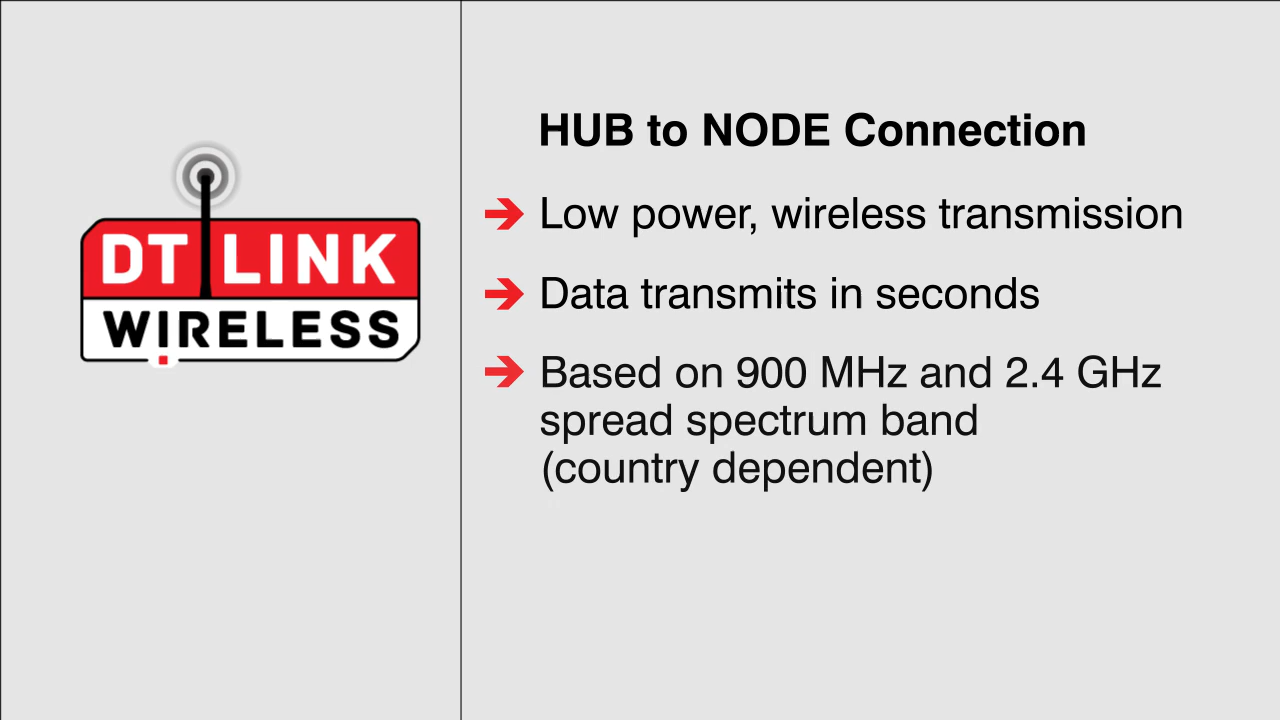 DT LINK
WIRELESS
HUB to NODE Connection
Low power, wireless transmission
Data transmits in seconds
Based on 900 MHz and 2.4 GHz
spread spectrum band
(country dependent)